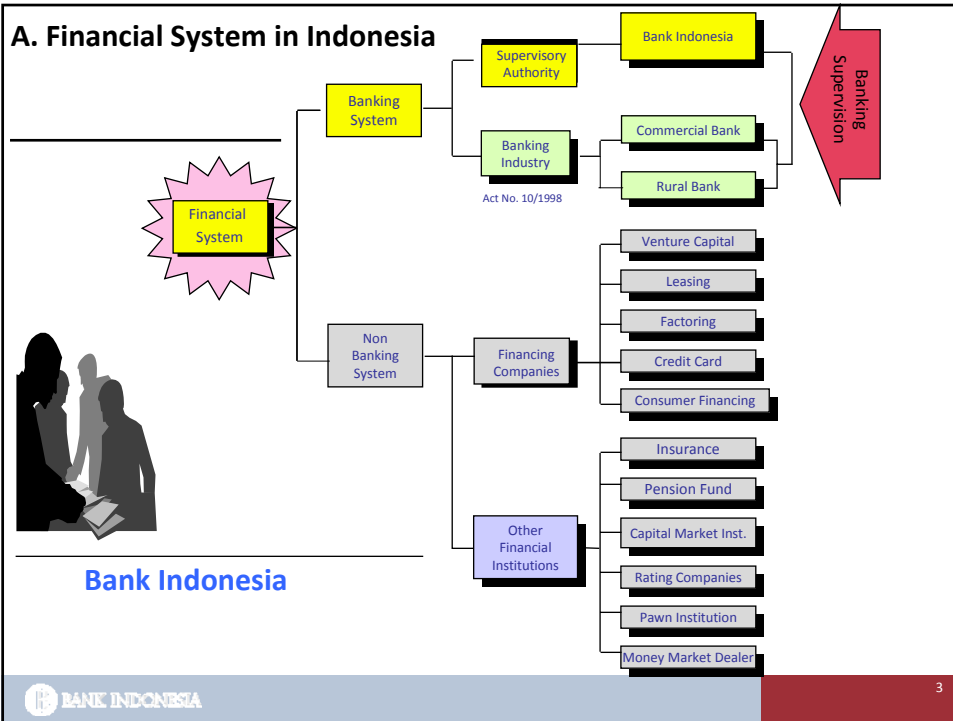 A. Financial System in Indonesia
Supervisory
Authority
Bank Indonesia
Banking
Supervision
Banking
System
Banking
Industry
Act No. 10/1998
Commercial Bank
Rural Bank
Financial
System
Non
Banking
System
Financing
Companies
Venture Capital
Leasing
Factoring
Credit Card
Consumer Financing
Other
Financial
Institutions
Insurance
Pension Fund
Capital Market Inst.
Rating Companies
Pawn Institution
Money Market Dealer
Bank Indonesia
BANK INDONESIA
3